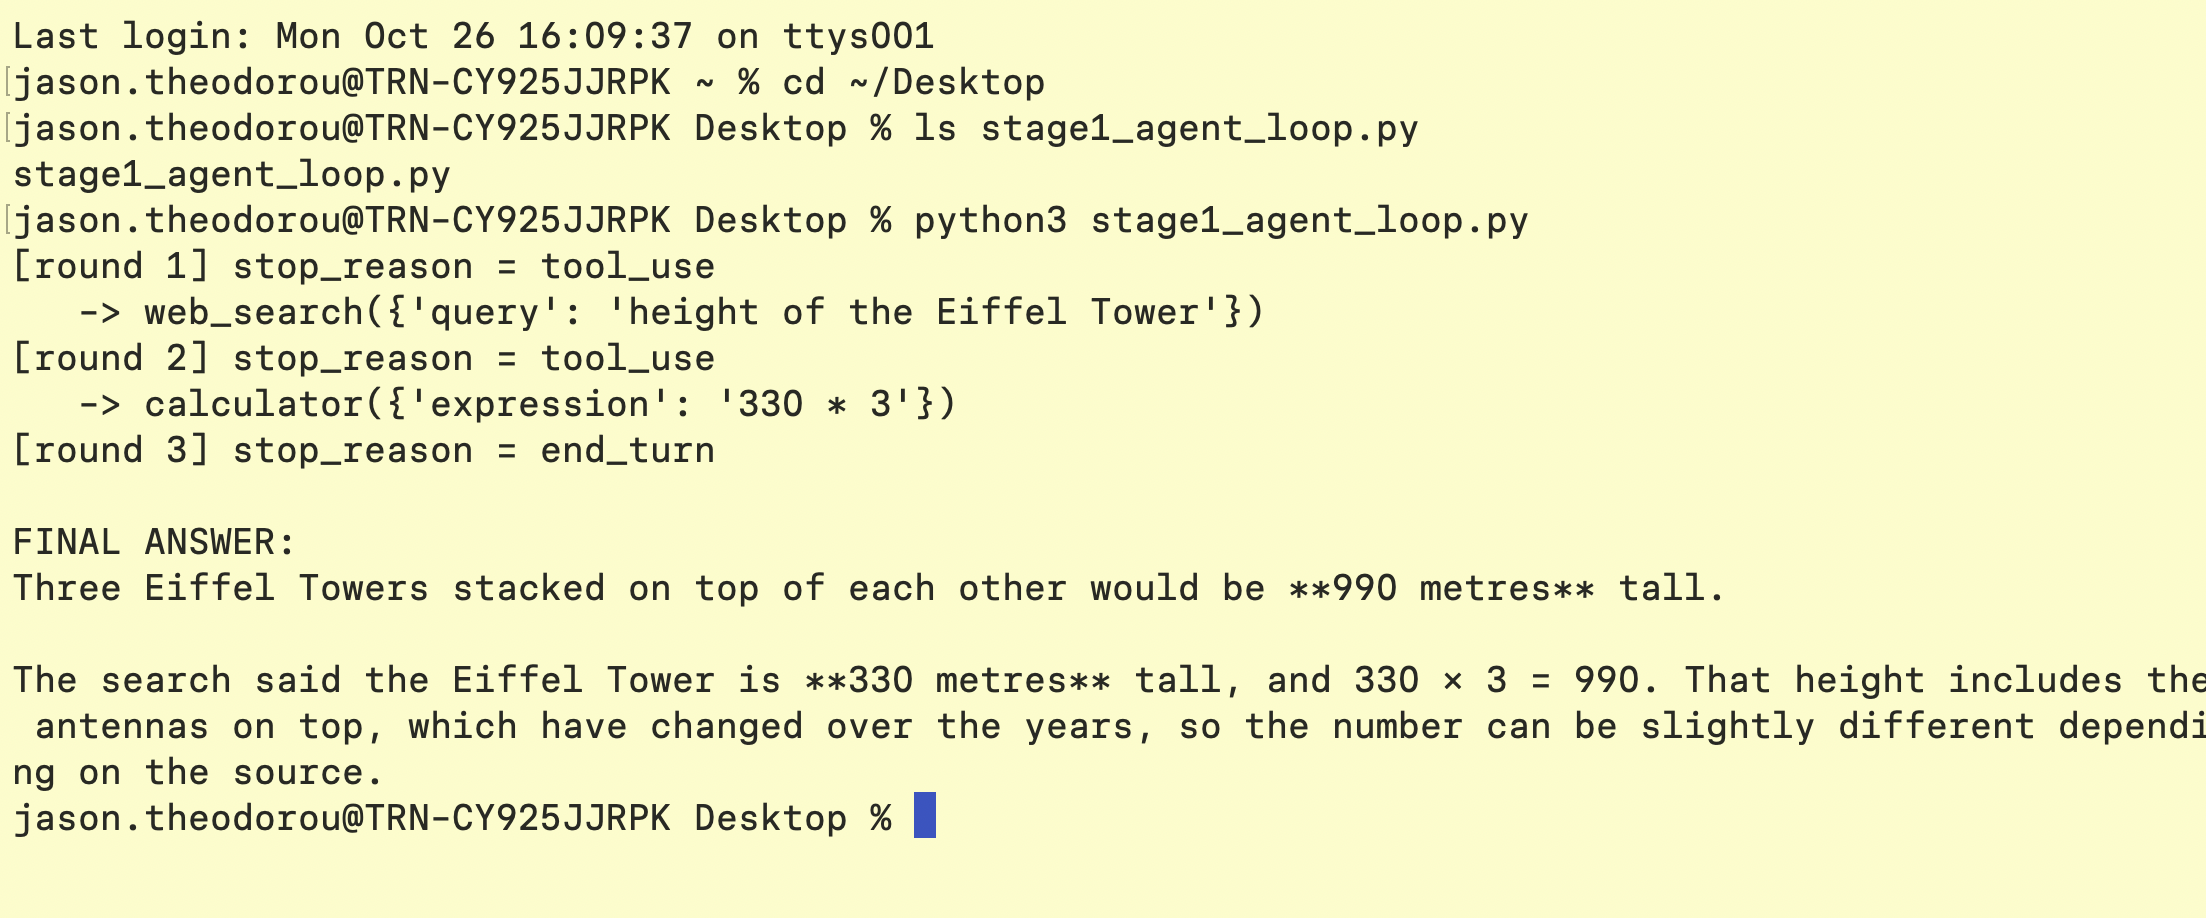 Last login: Mon Oct 26 16:09:37 on ttys001
[jason.theodorou@TRN-CY925JJRPK ~ % cd ~/Desktop
[jason.theodorou@TRN-CY925JJRPK Desktop % ls stage1_agent_loop.py
stage1_agent_loop.py
[jason.theodorou@TRN-CY925JJRPK Desktop % python3 stage1_agent_loop.py
[round 1] stop_reason = tool_use
   -> web_search({'query': 'height of the Eiffel Tower'})
[round 2] stop_reason = tool_use
   -> calculator({'expression': '330 * 3'})
[round 3] stop_reason = end_turn

FINAL ANSWER:
Three Eiffel Towers stacked on top of each other would be **990 metres** tall.

The search said the Eiffel Tower is **330 metres** tall, and 330 × 3 = 990. That height includes the
 antennas on top, which have changed over the years, so the number can be slightly different dependi
ng on the source.
jason.theodorou@TRN-CY925JJRPK Desktop %